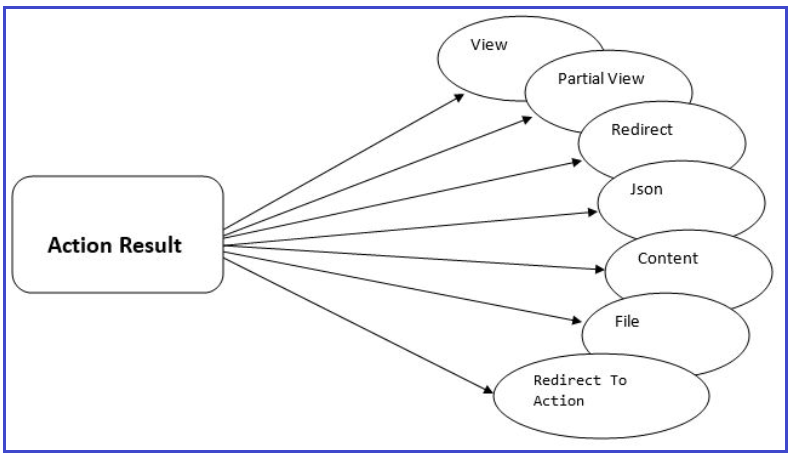 View
Partial View
Redirect
Json
Action Result
Content
File
Redirect To
Action